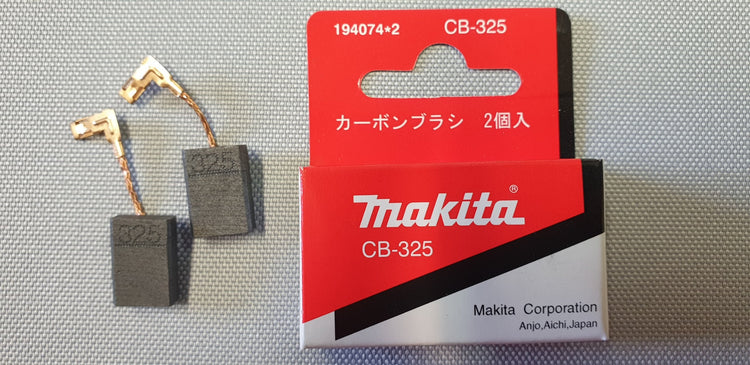 194074*2 CB-325
カーボンブラシ 2個入
makita®
CB-325
Makita Corporation
Anjo,Aichi,Japan
325
325